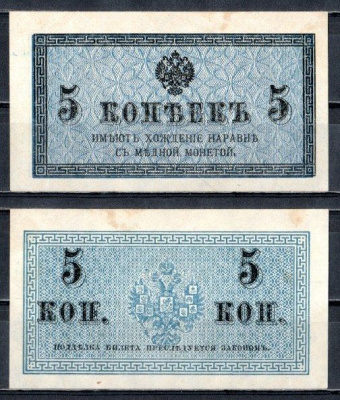 5 КОПѢЕКЪ 5
ИМѢЮТЪ ХОЖДЕНІЕ НАРАВНѢ
СЪ МѢДНОЙ МОНЕТОЙ.
5 5
КОП. КОП.
ПОДДѢЛКА БИЛЕТА ПРЕСЛѢДУЕТСЯ ЗАКОНОМЪ.